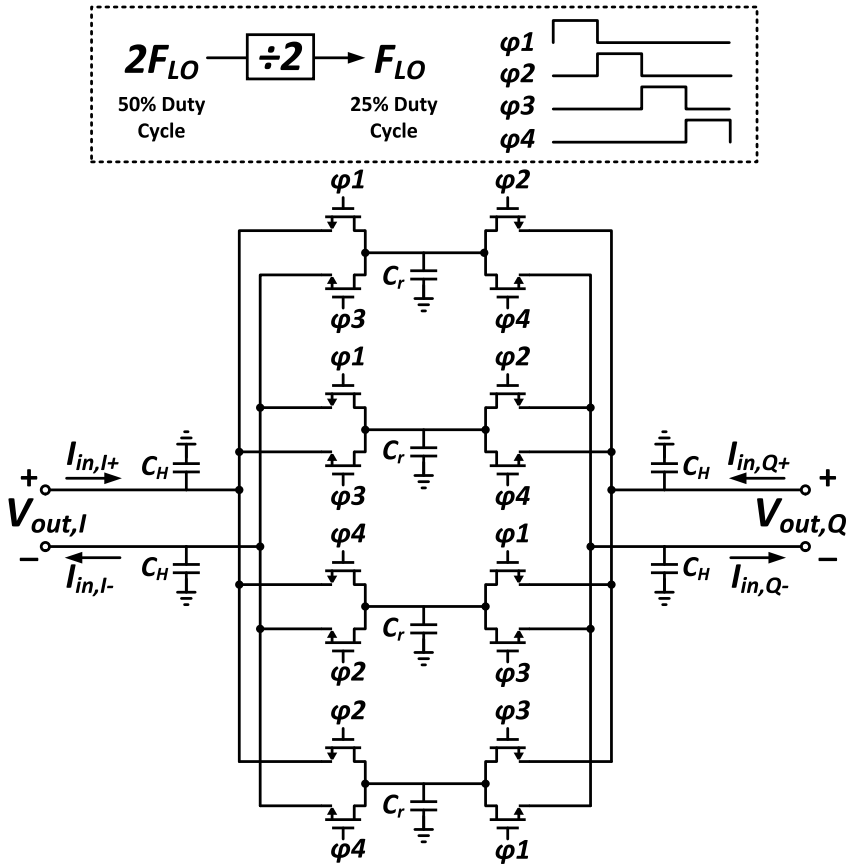 2F_LO ÷2 F_LO
50% Duty Cycle
25% Duty Cycle
φ1
φ2
φ3
φ4
φ1 φ2
C_r
φ3 φ4
φ1 φ2
C_r
φ3 φ4
I_in,I+ C_H C_H I_in,Q+
+ +
V_out,I V_out,Q
− −
I_in,I- C_H C_H I_in,Q-
φ4 φ1
C_r
φ2 φ3
φ2 φ3
C_r
φ4 φ1